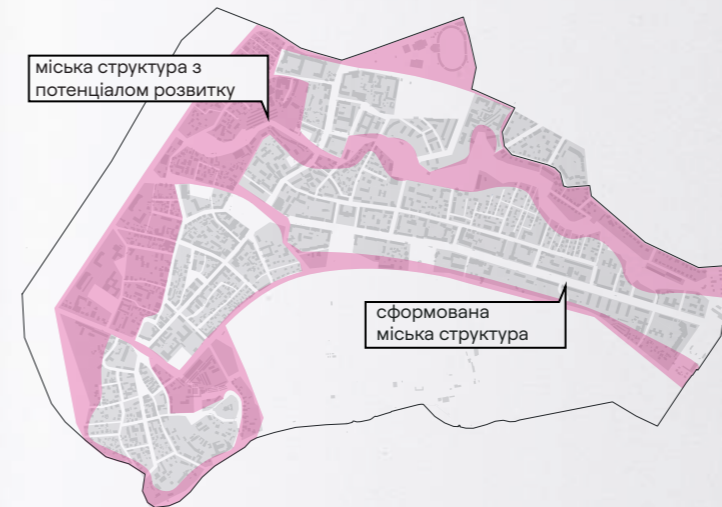 міська структура з
потенціалом розвитку
сформована
міська структура